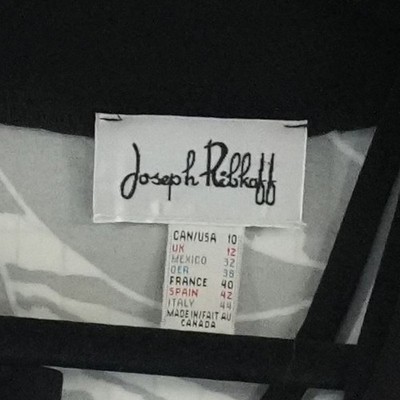 Joseph Ribkoff
CAN/USA 10
UK 12
MEXICO 32
DER 38
FRANCE 40
SPAIN 42
ITALY 44
MADE IN/FAIT AU
CANADA